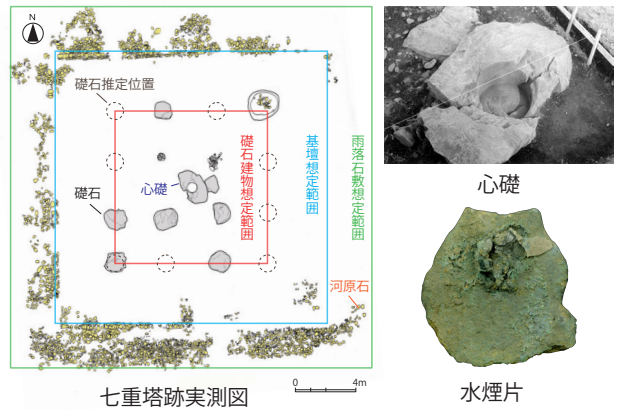 N
礎石推定位置
礎石
心礎
礎石建物想定範囲
基壇想定範囲
雨落石敷想定範囲
河原石
七重塔跡実測図
0 4m
心礎
水煙片